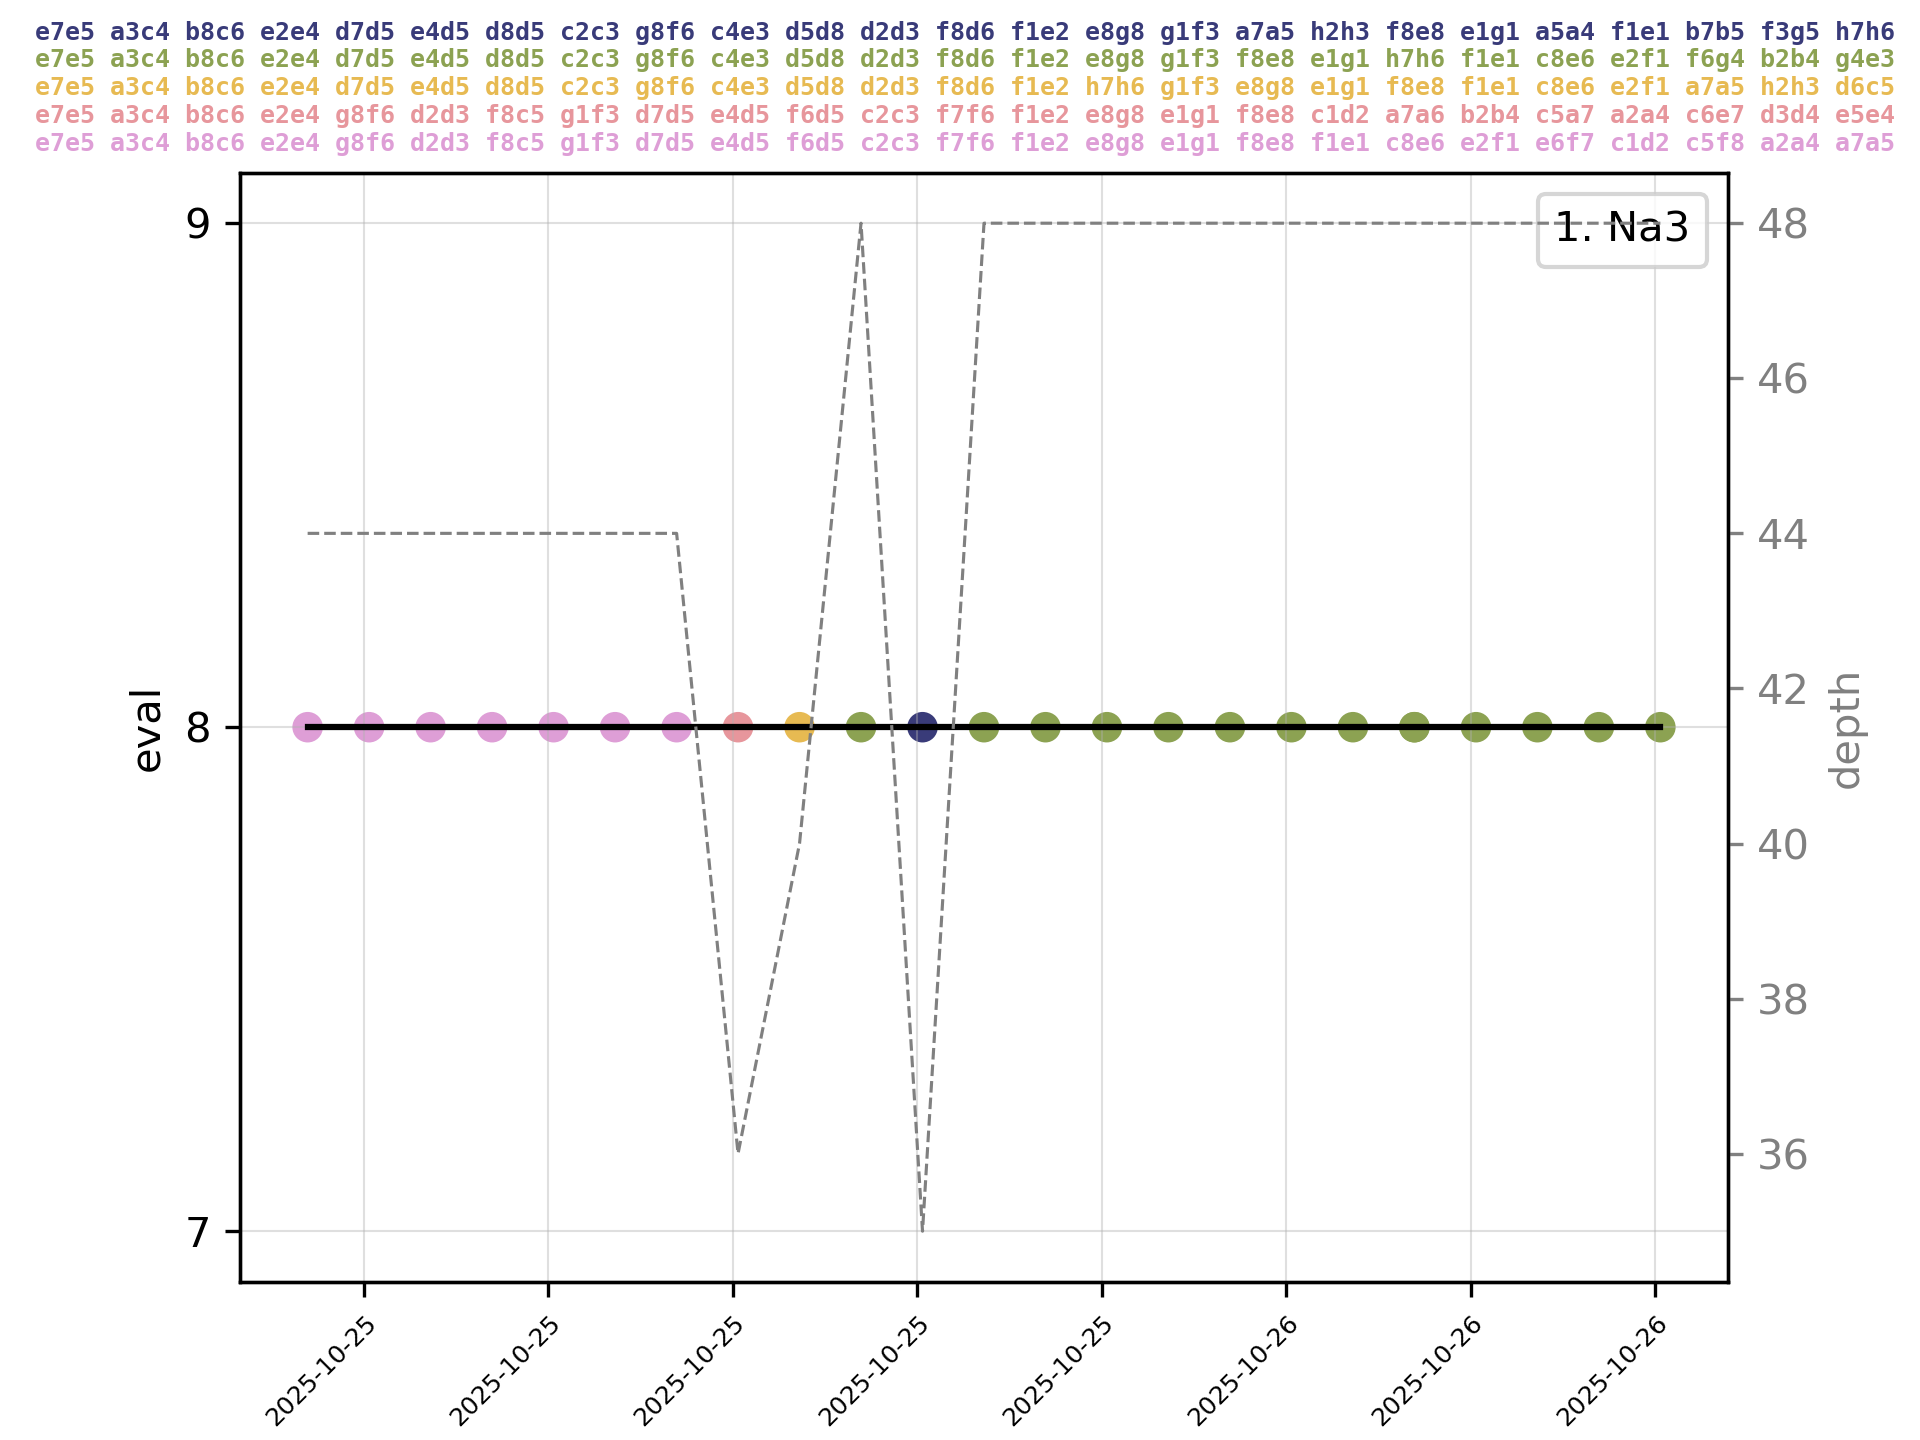 e7e5 a3c4 b8c6 e2e4 d7d5 e4d5 d8d5 c2c3 g8f6 c4e3 d5d8 d2d3 f8d6 f1e2 e8g8 g1f3 a7a5 h2h3 f8e8 e1g1 a5a4 f1e1 b7b5 f3g5 h7h6
e7e5 a3c4 b8c6 e2e4 d7d5 e4d5 d8d5 c2c3 g8f6 c4e3 d5d8 d2d3 f8d6 f1e2 e8g8 g1f3 f8e8 e1g1 h7h6 f1e1 c8e6 e2f1 f6g4 b2b4 g4e3
e7e5 a3c4 b8c6 e2e4 d7d5 e4d5 d8d5 c2c3 g8f6 c4e3 d5d8 d2d3 f8d6 f1e2 h7h6 g1f3 e8g8 e1g1 f8e8 f1e1 c8e6 e2f1 a7a5 h2h3 d6c5
e7e5 a3c4 b8c6 e2e4 g8f6 d2d3 f8c5 g1f3 d7d5 e4d5 f6d5 c2c3 f7f6 f1e2 e8g8 e1g1 f8e8 c1d2 a7a6 b2b4 c5a7 a2a4 c6e7 d3d4 e5e4
e7e5 a3c4 b8c6 e2e4 g8f6 d2d3 f8c5 g1f3 d7d5 e4d5 f6d5 c2c3 f7f6 f1e2 e8g8 e1g1 f8e8 f1e1 c8e6 e2f1 e6f7 c1d2 c5f8 a2a4 a7a5
1. Na3
9
8
7
eval
48
46
44
42
40
38
36
depth
2025-10-25
2025-10-25
2025-10-25
2025-10-25
2025-10-25
2025-10-26
2025-10-26
2025-10-26